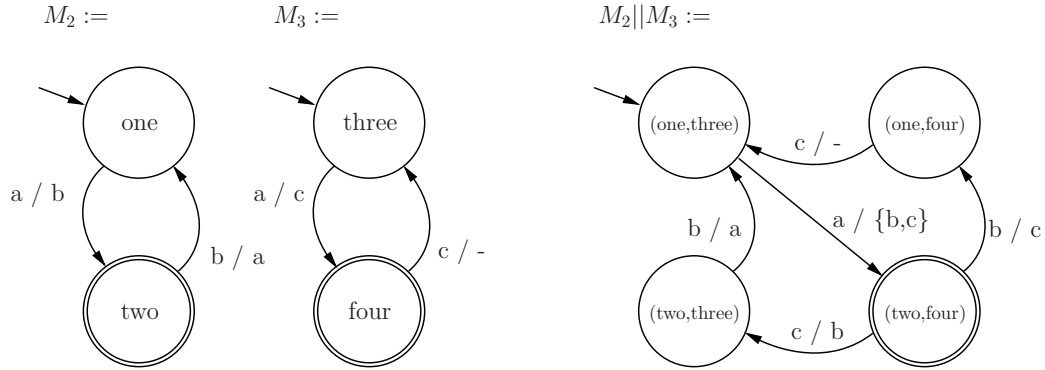 M₂ :=
M₃ :=
M₂||M₃ :=
one
three
(one,three)
(one,four)
c / -
a / b
a / c
a / {b,c}
b / a
b / c
b / a
c / -
two
four
(two,three)
(two,four)
c / b